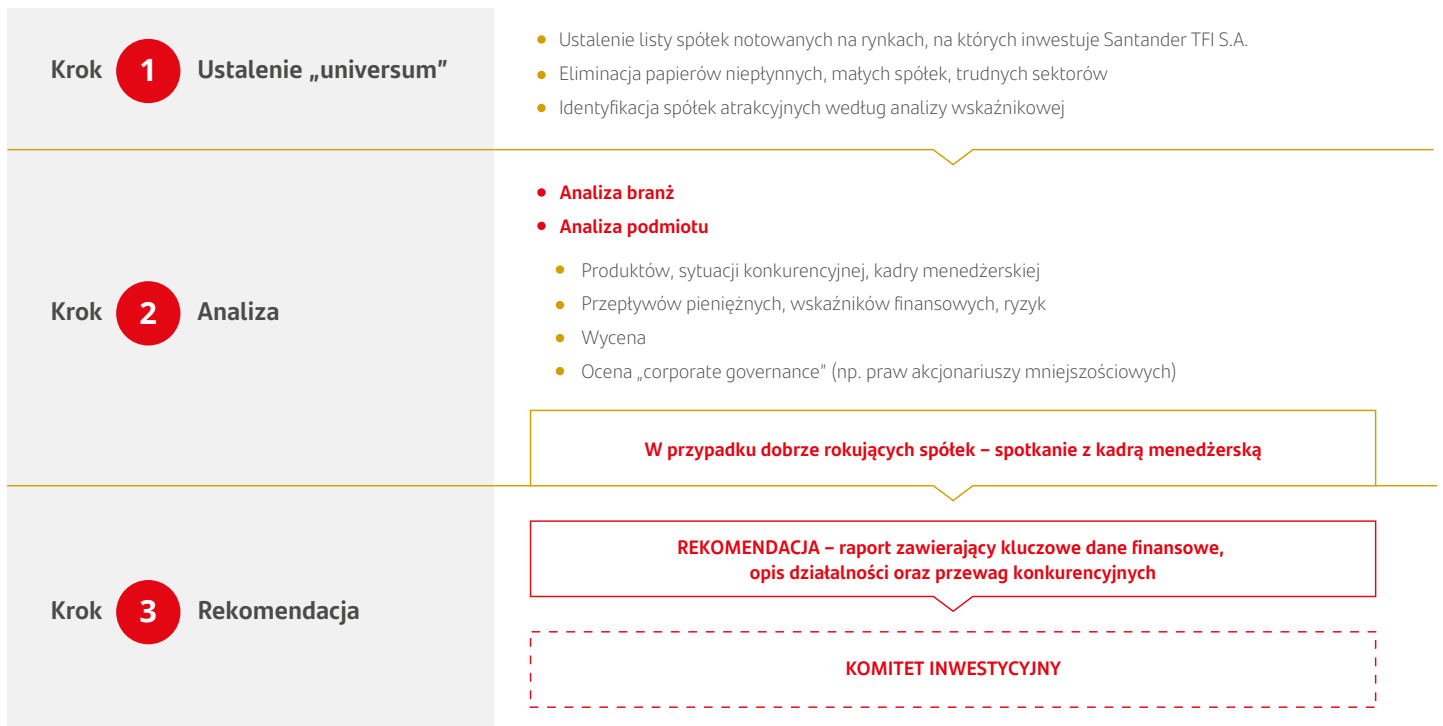 Krok 1 Ustalenie „universum”
Ustalenie listy spółek notowanych na rynkach, na których inwestuje Santander TFI S.A.
Eliminacja papierów niepłynnych, małych spółek, trudnych sektorów
Identyfikacja spółek atrakcyjnych według analizy wskaźnikowej
Krok 2 Analiza
Analiza branż
Analiza podmiotu
Produktów, sytuacji konkurencyjnej, kadry menedżerskiej
Przepływów pieniężnych, wskaźników finansowych, ryzyk
Wycena
Ocena „corporate governance” (np. praw akcjonariuszy mniejszościowych)
W przypadku dobrze rokujących spółek – spotkanie z kadrą menedżerską
Krok 3 Rekomendacja
REKOMENDACJA – raport zawierający kluczowe dane finansowe,
opis działalności oraz przewag konkurencyjnych
KOMITET INWESTYCYJNY